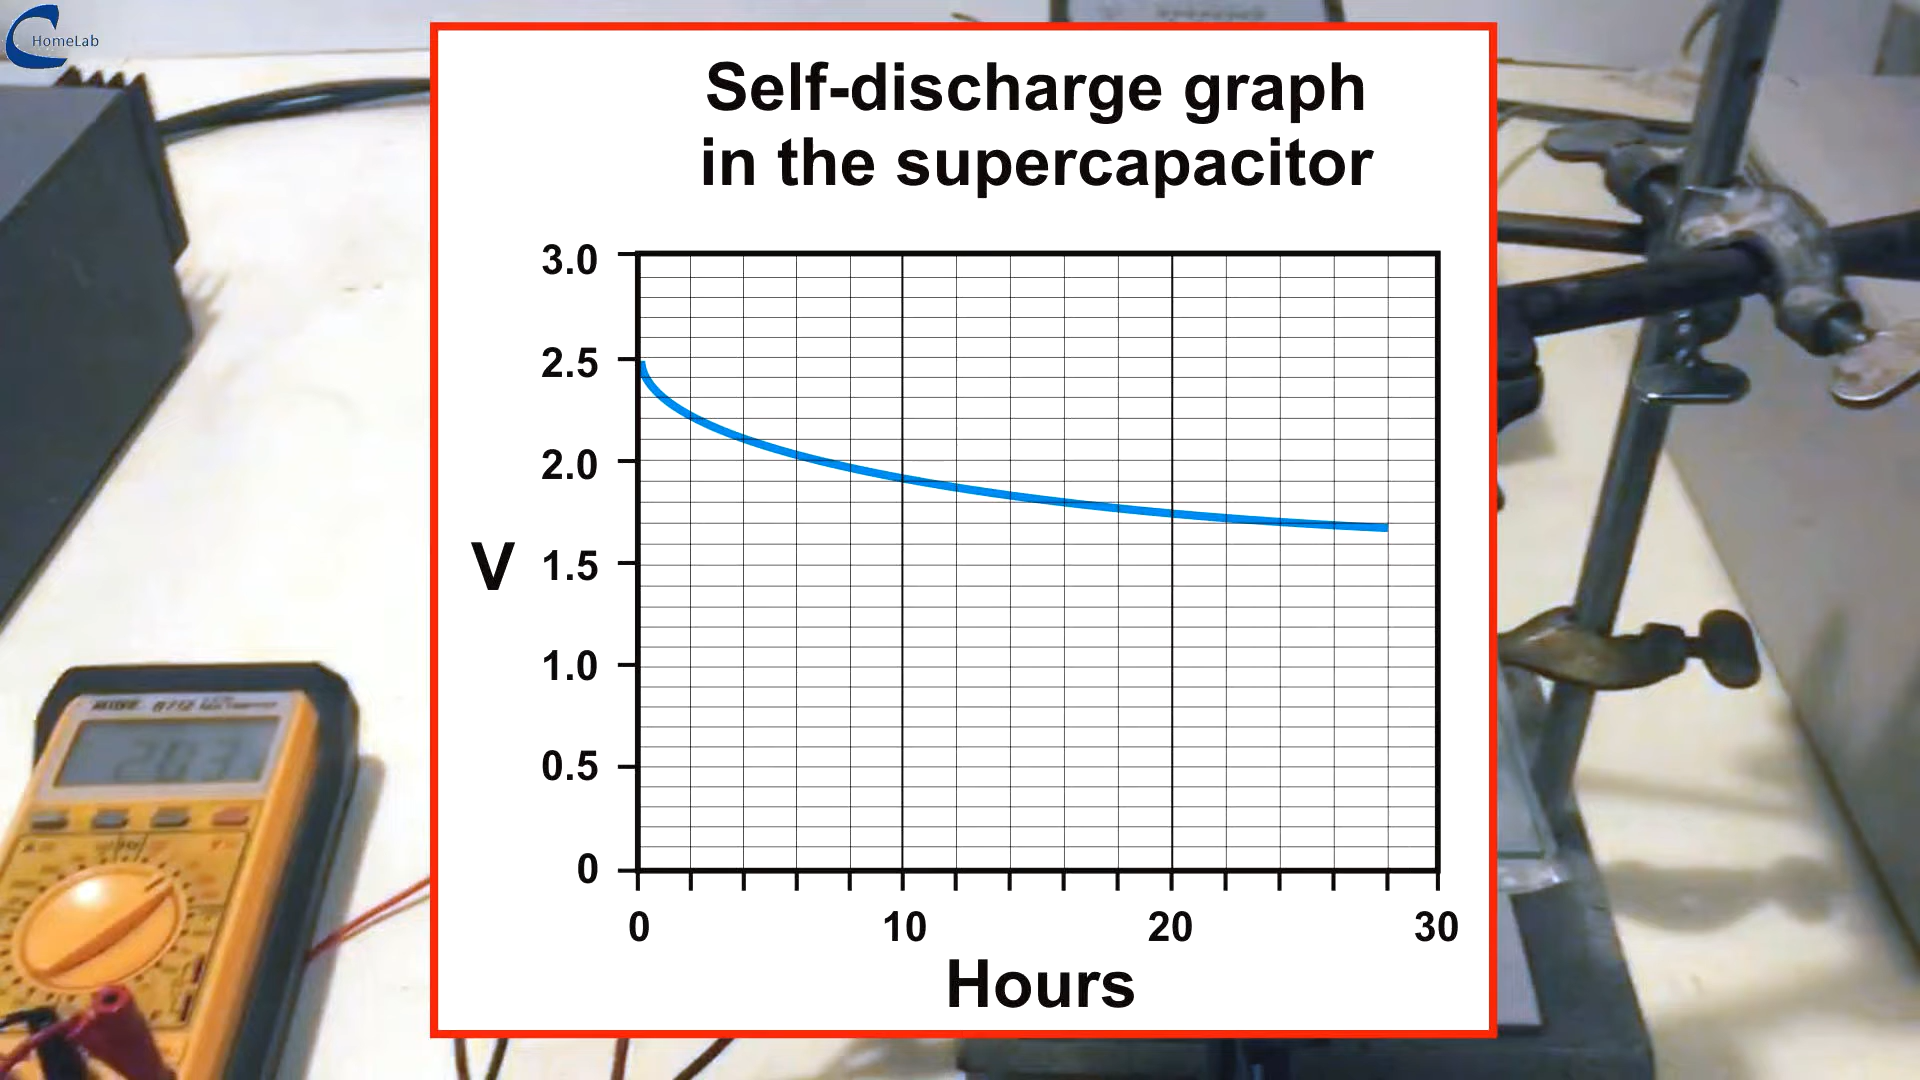 HomeLab
Self-discharge graph
in the supercapacitor
3.0
2.5
2.0
1.5
1.0
0.5
0
V
0 10 20 30
Hours